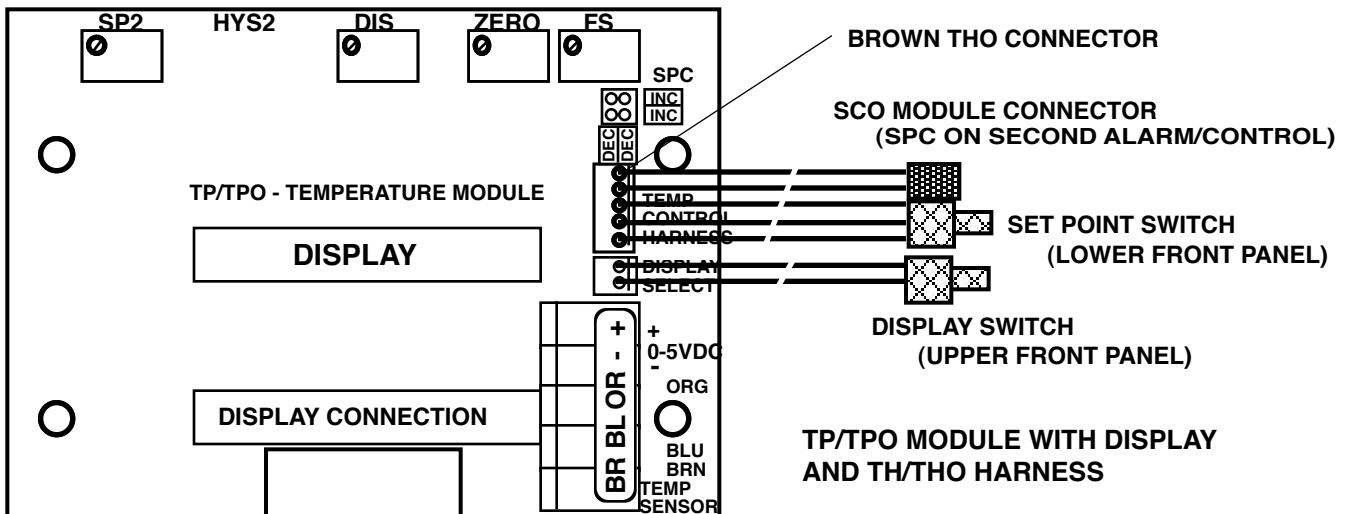 SP2 HYS2 DIS ZERO FS
BROWN THO CONNECTOR
SPC
INC
INC
DEC
DEC
SCO MODULE CONNECTOR
(SPC ON SECOND ALARM/CONTROL)
TP/TPO - TEMPERATURE MODULE
TEMP
CONTROL
HARNESS
SET POINT SWITCH
(LOWER FRONT PANEL)
DISPLAY
DISPLAY
SELECT
DISPLAY SWITCH
(UPPER FRONT PANEL)
BR BL OR - +
+
0-5VDC
-
ORG
DISPLAY CONNECTION
BLU
BRN
TEMP
SENSOR
TP/TPO MODULE WITH DISPLAY
AND TH/THO HARNESS